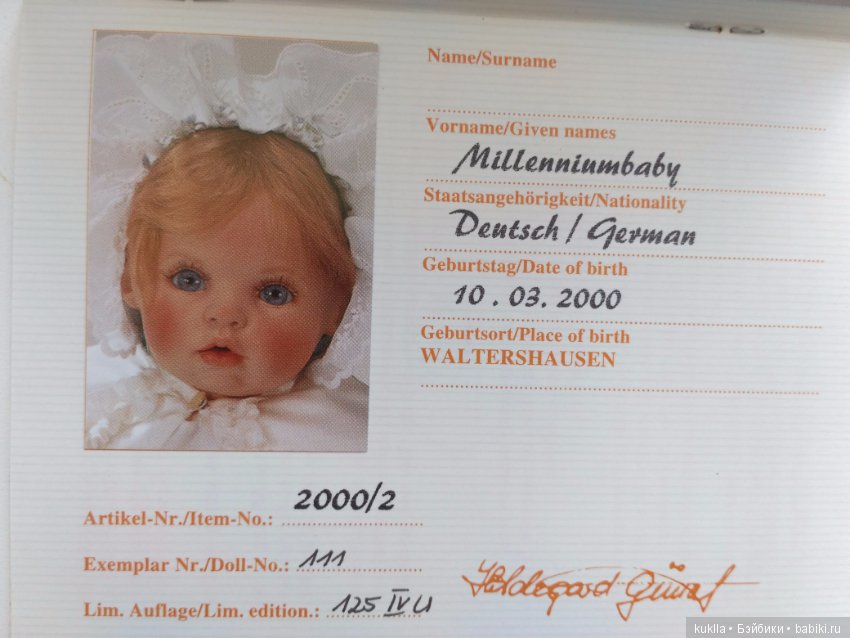 Name/Surname
Vorname/Given names
Millenniumbaby
Staatsangehörigkeit/Nationality
Deutsch / German
Geburtstag/Date of birth
10. 03. 2000
Geburtsort/Place of birth
WALTERSHAUSEN
Artikel-Nr./Item-No.: 2000/2
Exemplar Nr./Doll-No.: 111
Lim. Auflage/Lim. edition.: 125 IV U
Hildegard Günzel
kuklla • Бэйбики • babiki.ru